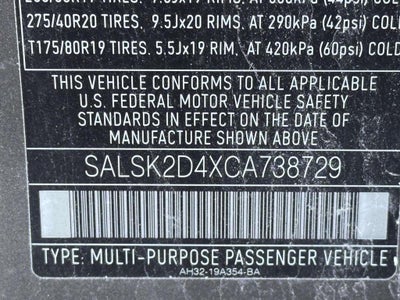 275/40R20 TIRES, 9.5Jx20 RIMS, AT 290kPa (42psi) COLD
T175/80R19 TIRES. 5.5Jx19 RIM, AT 420kPa (60psi) COLD
THIS VEHICLE CONFORMS TO ALL APPLICABLE
U.S. FEDERAL MOTOR VEHICLE SAFETY
STANDARDS IN EFFECT ON THE DATE OF
MANUFACTURE SHOWN ABOVE
SALSK2D4XCA738729
TYPE: MULTI-PURPOSE PASSENGER VEHICLE
AH32-19A354-BA